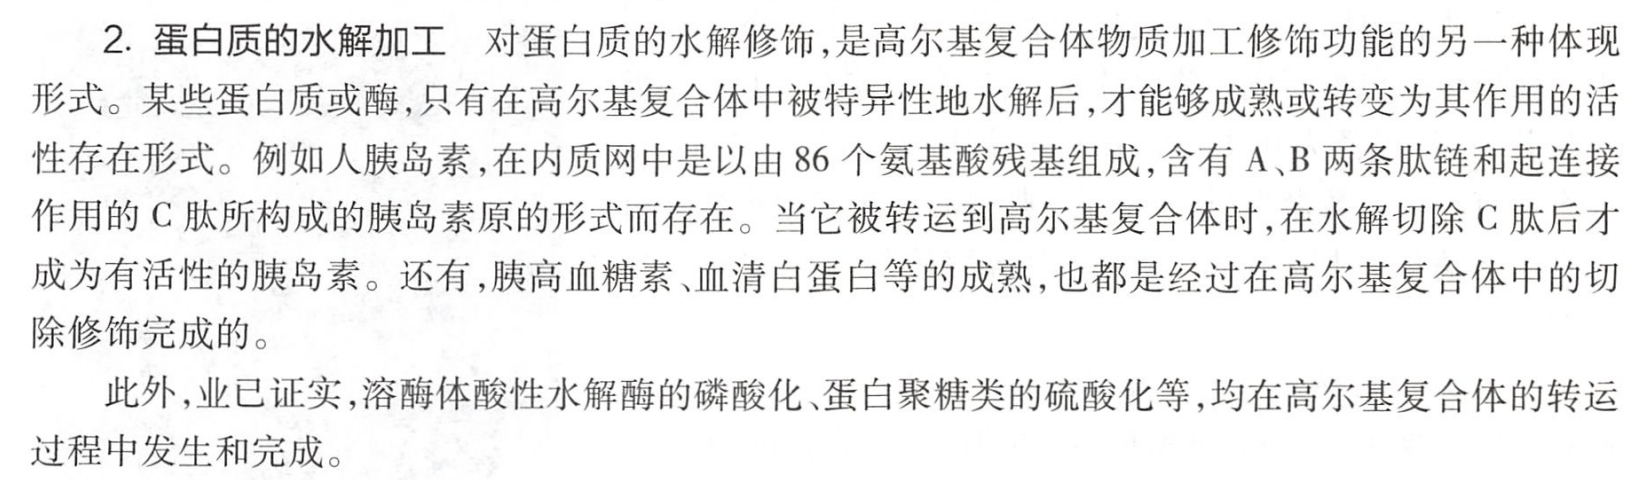 2. 蛋白质的水解加工 对蛋白质的水解修饰,是高尔基复合体物质加工修饰功能的另一种体现
形式。某些蛋白质或酶,只有在高尔基复合体中被特异性地水解后,才能够成熟或转变为其作用的活
性存在形式。例如人胰岛素,在内质网中是以由 86 个氨基酸残基组成,含有 A、B 两条肽链和起连接
作用的 C 肽所构成的胰岛素原的形式而存在。当它被转运到高尔基复合体时,在水解切除 C 肽后才
成为有活性的胰岛素。还有,胰高血糖素、血清白蛋白等的成熟,也都是经过在高尔基复合体中的切
除修饰完成的。
此外,业已证实,溶酶体酸性水解酶的磷酸化、蛋白聚糖类的硫酸化等,均在高尔基复合体的转运
过程中发生和完成。